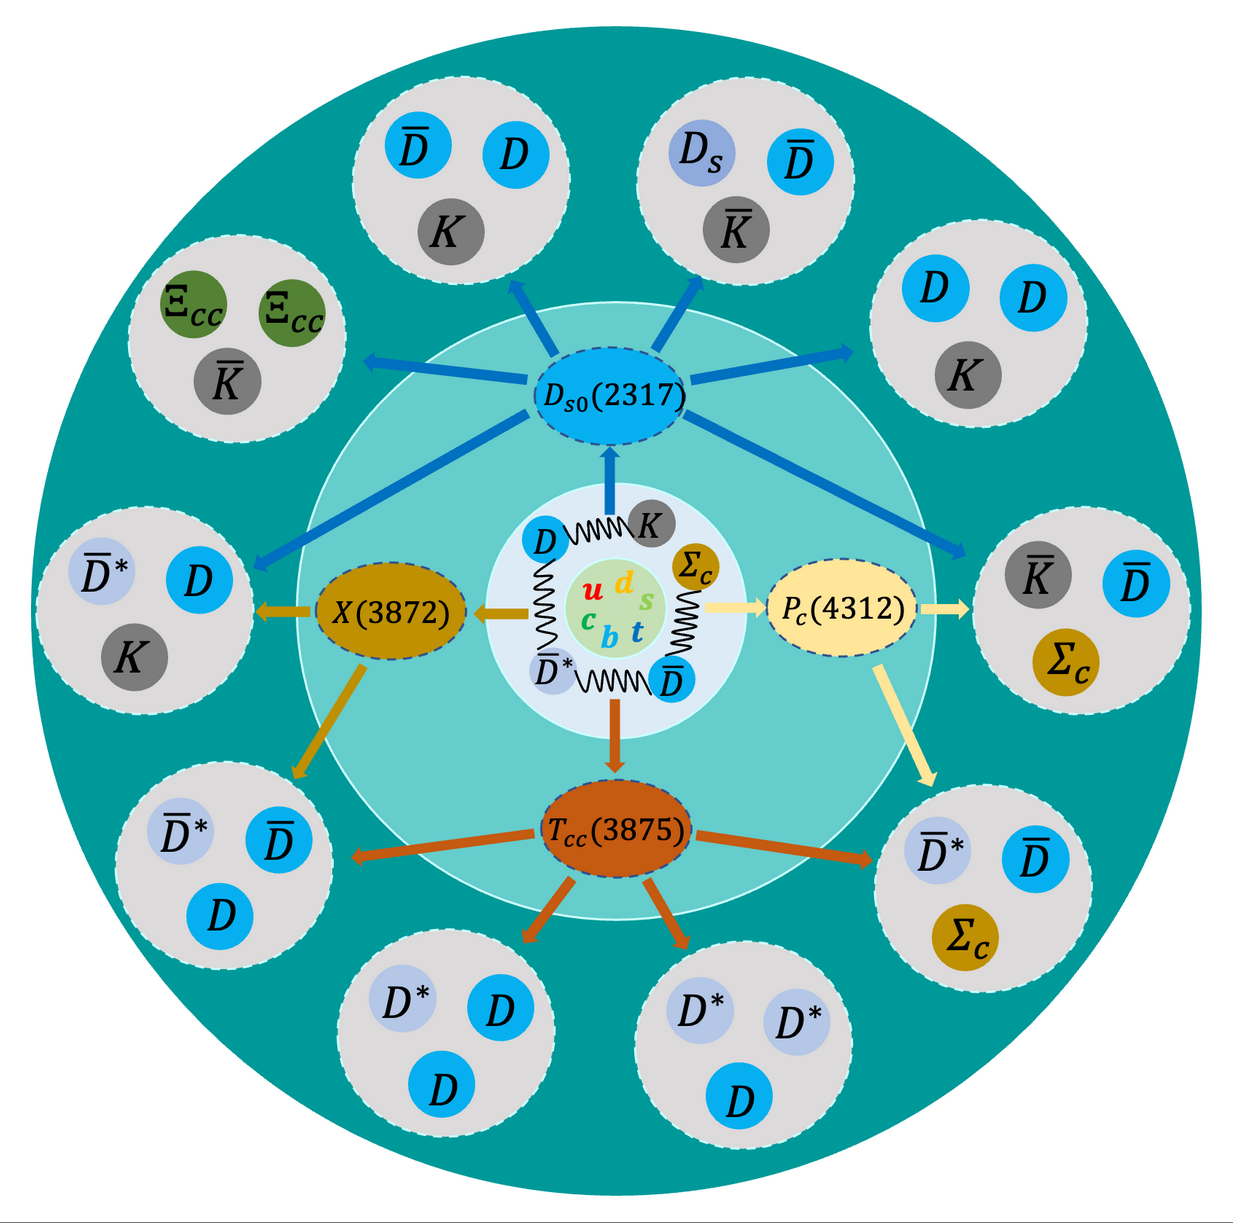 D̅ D
K
D_s D̅
K̅
Ξ_cc Ξ_cc
K̅
D D
K
D_s0(2317)
D K
Σ_c
u d s
c b t
D̅* D̅
D̅* D
K
X(3872)
P_c(4312)
K̅ D̅
Σ_c
T_cc(3875)
D̅* D̅
D
D̅* D̅
Σ_c
D* D
D
D* D*
D